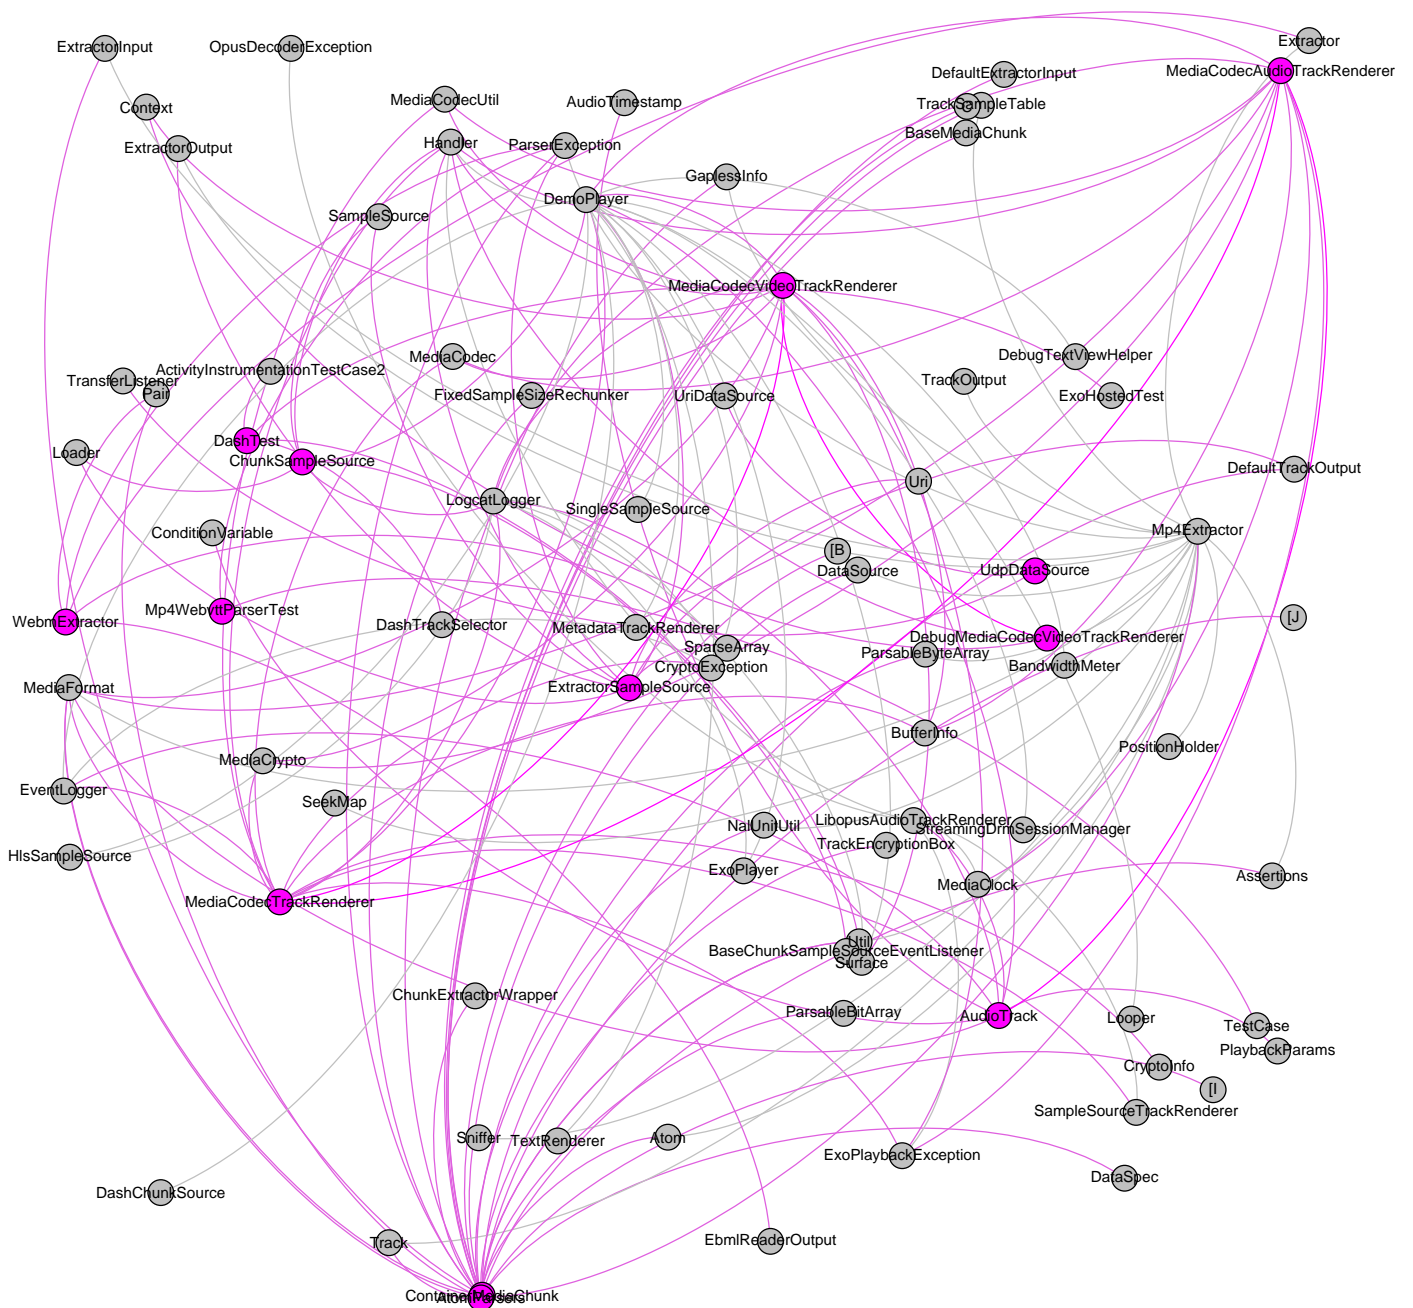 Extractor
ExtractorInput
OpusDecoderException
MediaCodecAudioTrackRenderer
DefaultExtractorInput
MediaCodecUtil
AudioTimestamp
Context
TrackSampleTable
BaseMediaChunk
Handler
ParserException
ExtractorOutput
GaplessInfo
DemoPlayer
SampleSource
MediaCodecVideoTrackRenderer
MediaCodec
DebugTextViewHelper
ActivityInstrumentationTestCase2
TransferListener
TrackOutput
Pair
FixedSampleSizeRechunker
UriDataSource
ExoHostedTest
DashTest
Loader
ChunkSampleSource
DefaultTrackOutput
Uri
LogcatLogger
SingleSampleSource
ConditionVariable
Mp4Extractor
[B
DataSource
UdpDataSource
Mp4WebvttParserTest
WebmExtractor
[J
DashTrackSelector
MetadataTrackRenderer
DebugMediaCodecVideoTrackRenderer
SparseArray
ParsableByteArray
CryptoException
BandwidthMeter
MediaFormat
ExtractorSampleSource
BufferInfo
PositionHolder
MediaCrypto
EventLogger
SeekMap
LibopusAudioTrackRenderer
NalUnitUtil
StreamingDrmSessionManager
TrackEncryptionBox
HlsSampleSource
ExoPlayer
MediaClock
Assertions
MediaCodecTrackRenderer
Util
BaseChunkSampleSourceEventListener
Surface
ChunkExtractorWrapper
ParsableBitArray
AudioTrack
Looper
TestCase
PlaybackParams
CryptoInfo
[I
SampleSourceTrackRenderer
Sniffer
TextRenderer
Atom
ExoPlaybackException
DataSpec
DashChunkSource
Track
EbmlReaderOutput
ContainerMediaChunk
AtomParsers